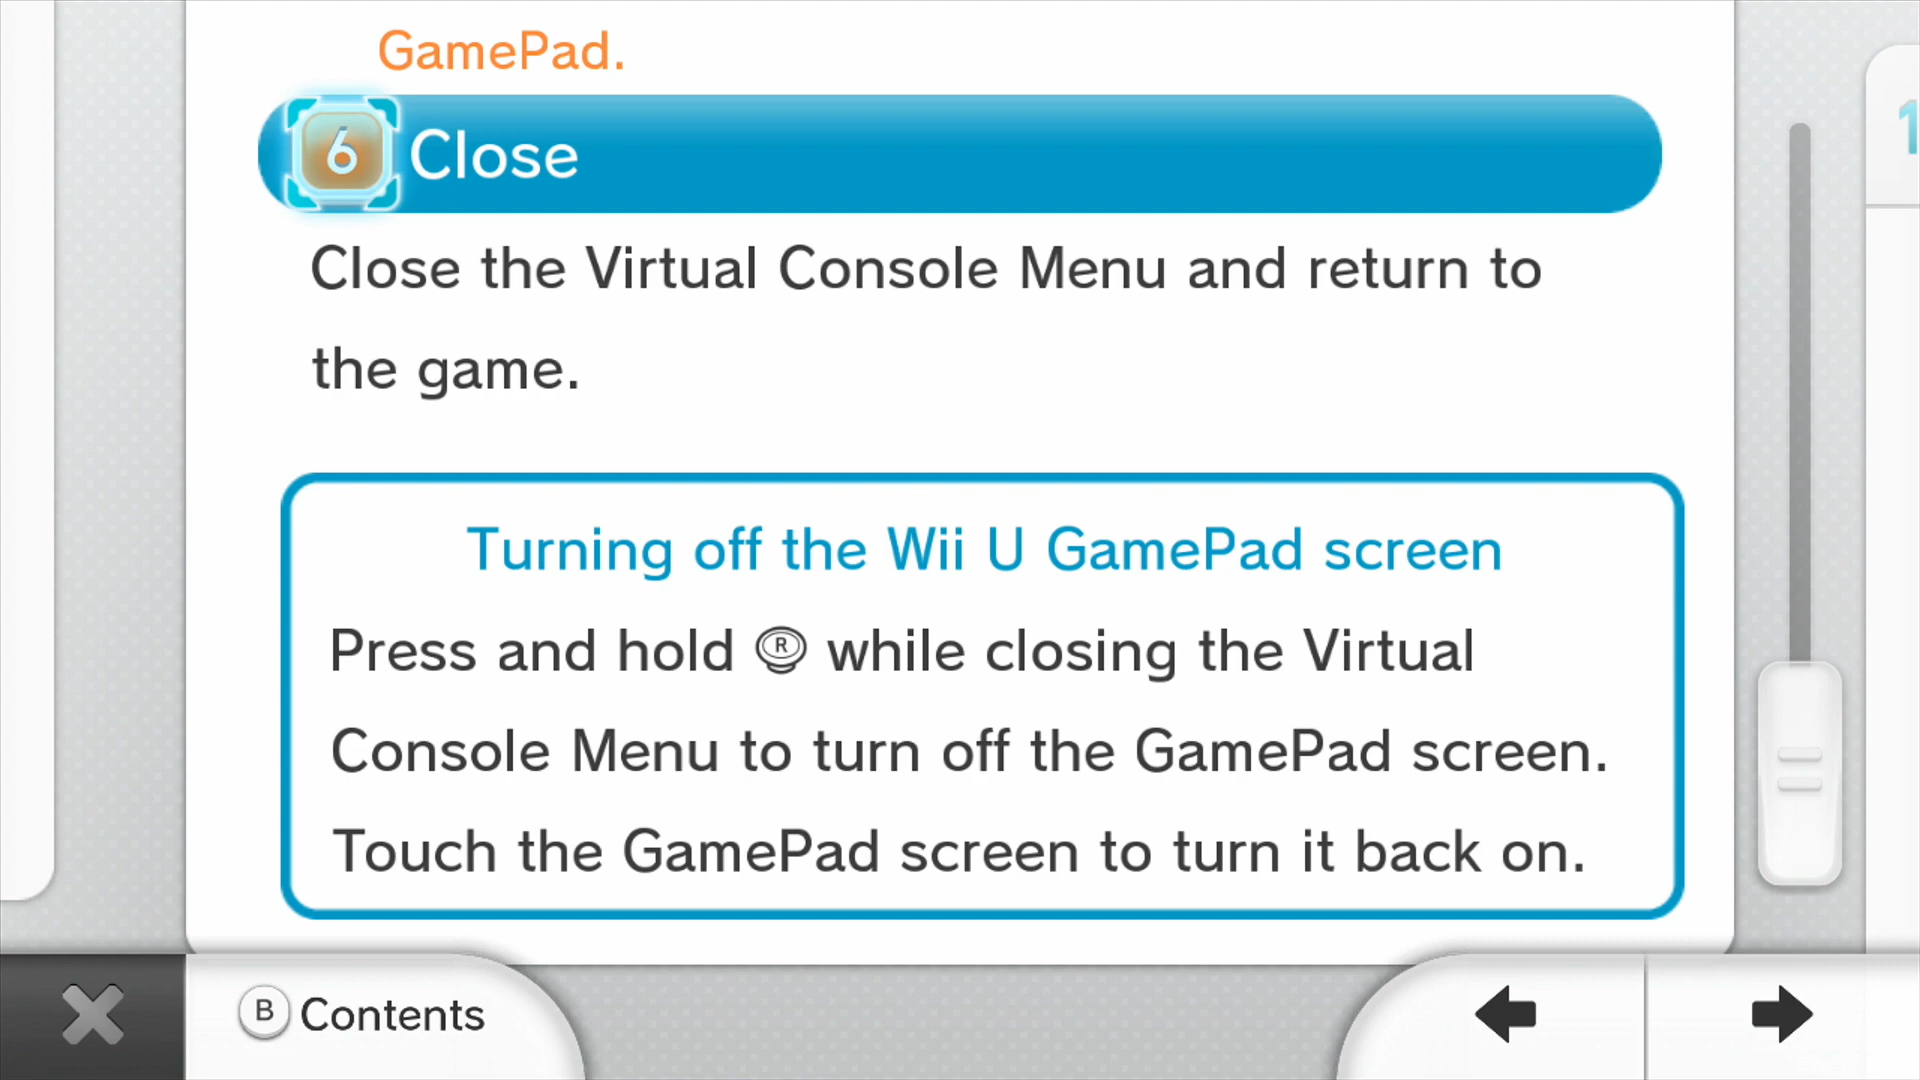 GamePad.
6 Close
Close the Virtual Console Menu and return to
the game.
Turning off the Wii U GamePad screen
Press and hold R while closing the Virtual
Console Menu to turn off the GamePad screen.
Touch the GamePad screen to turn it back on.
B Contents
1